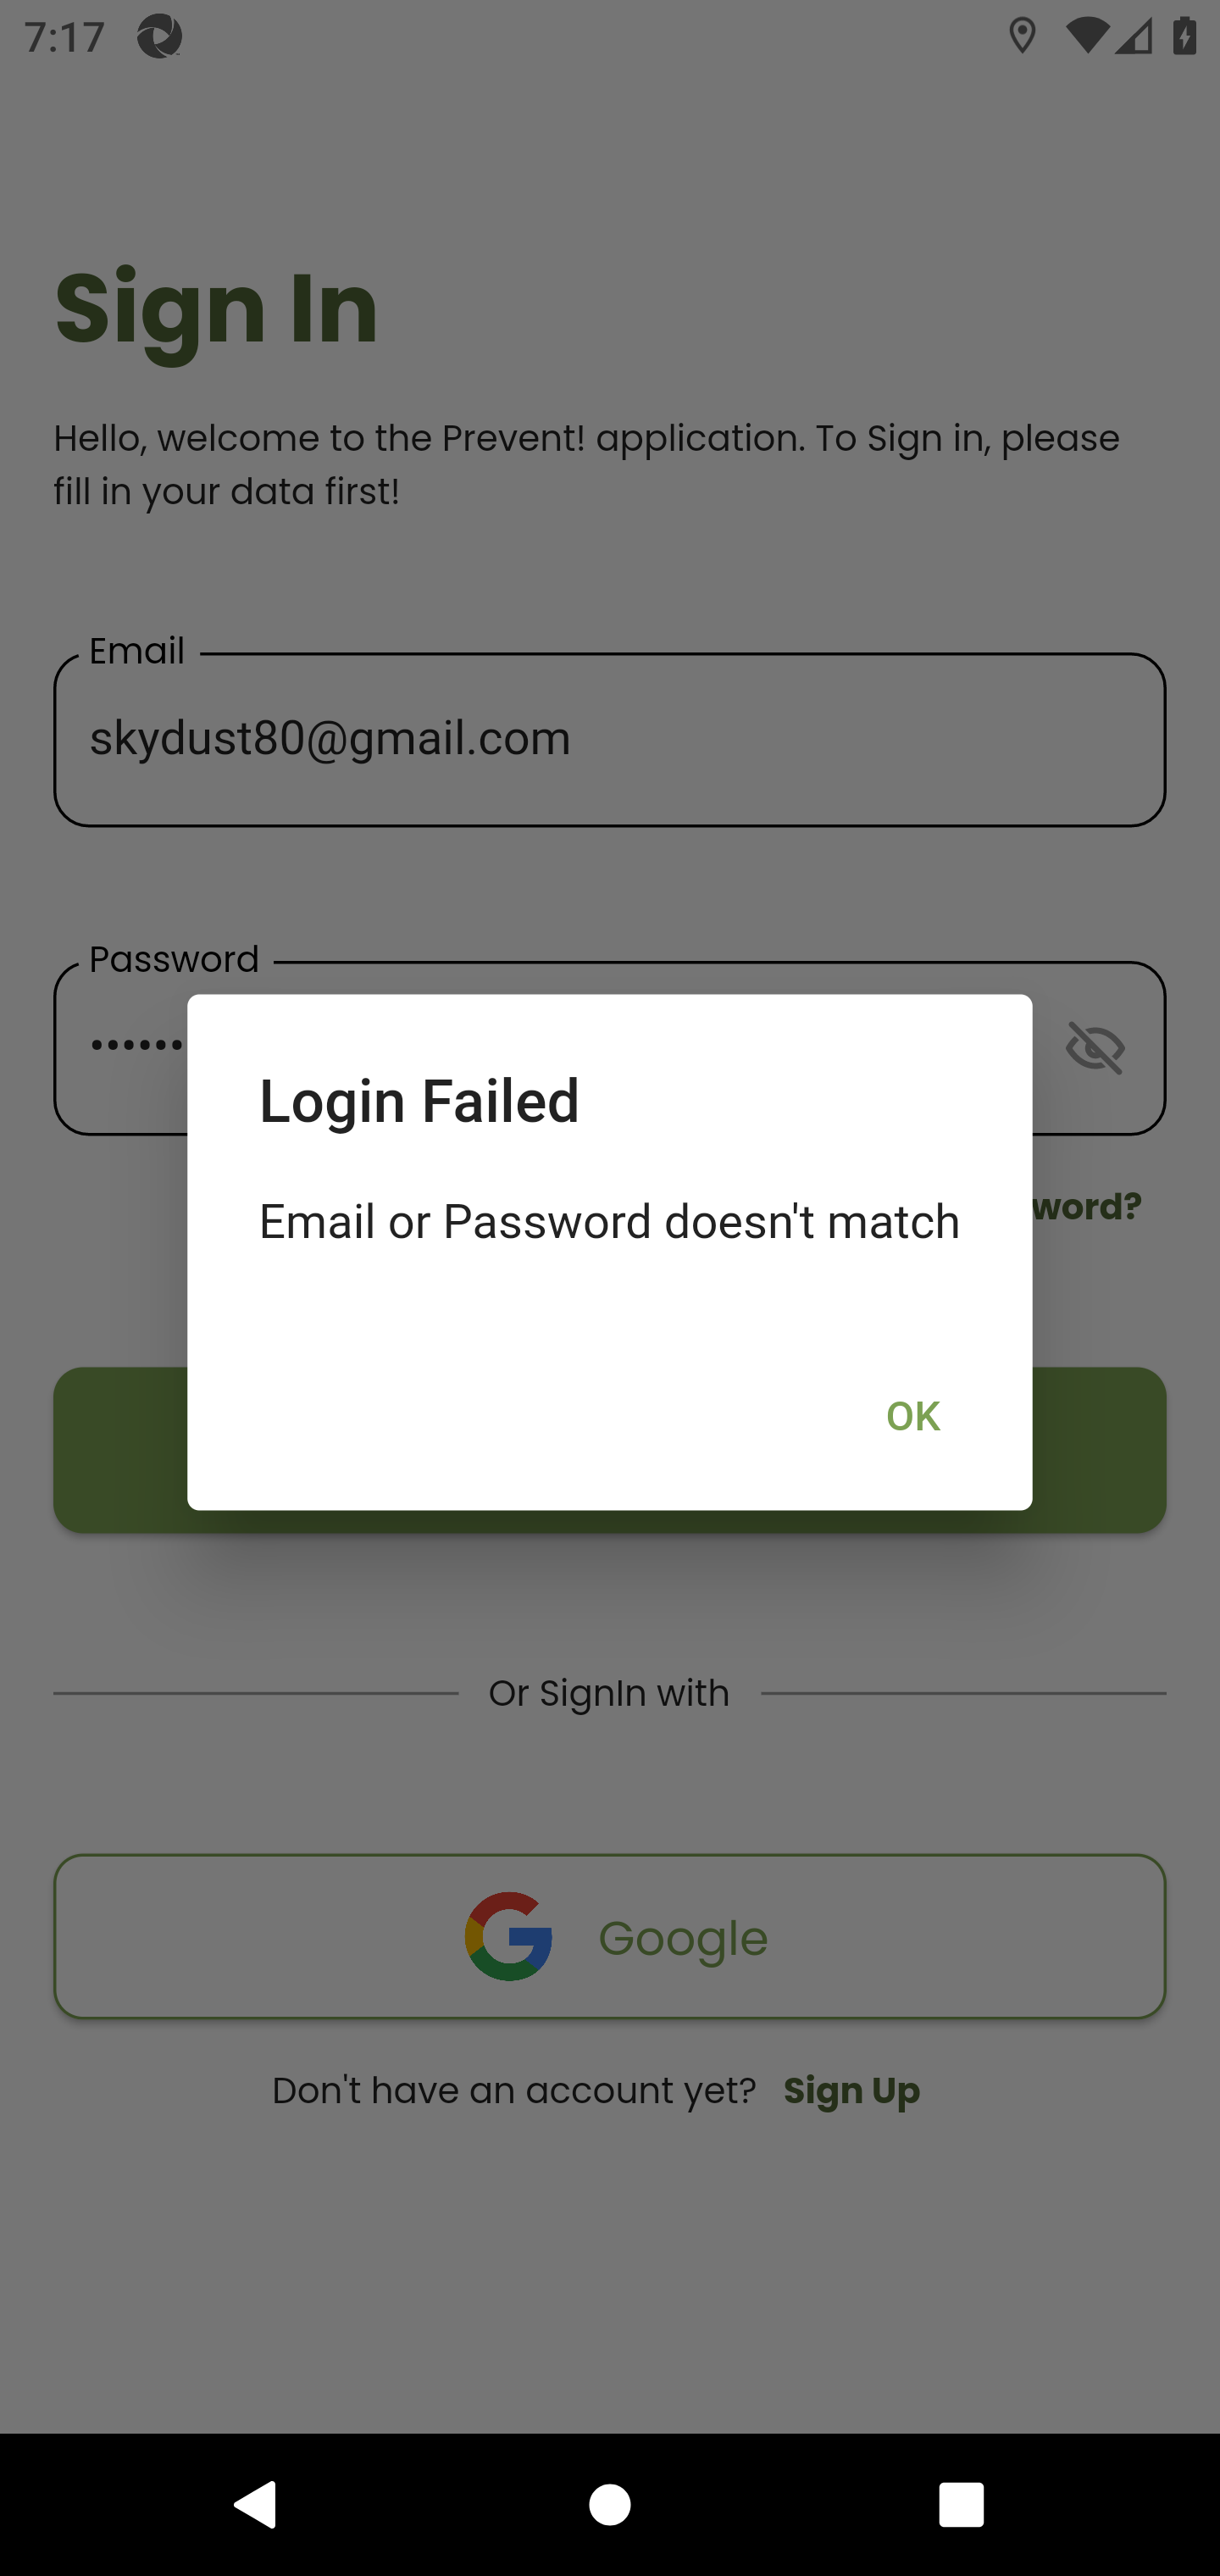 7:17
Sign In
Hello, welcome to the Prevent! application. To Sign in, please
fill in your data first!
Email
skydust80@gmail.com
Password
••••••
Login Failed
Email or Password doesn't match
word?
OK
Or SignIn with
Google
Don't have an account yet? Sign Up